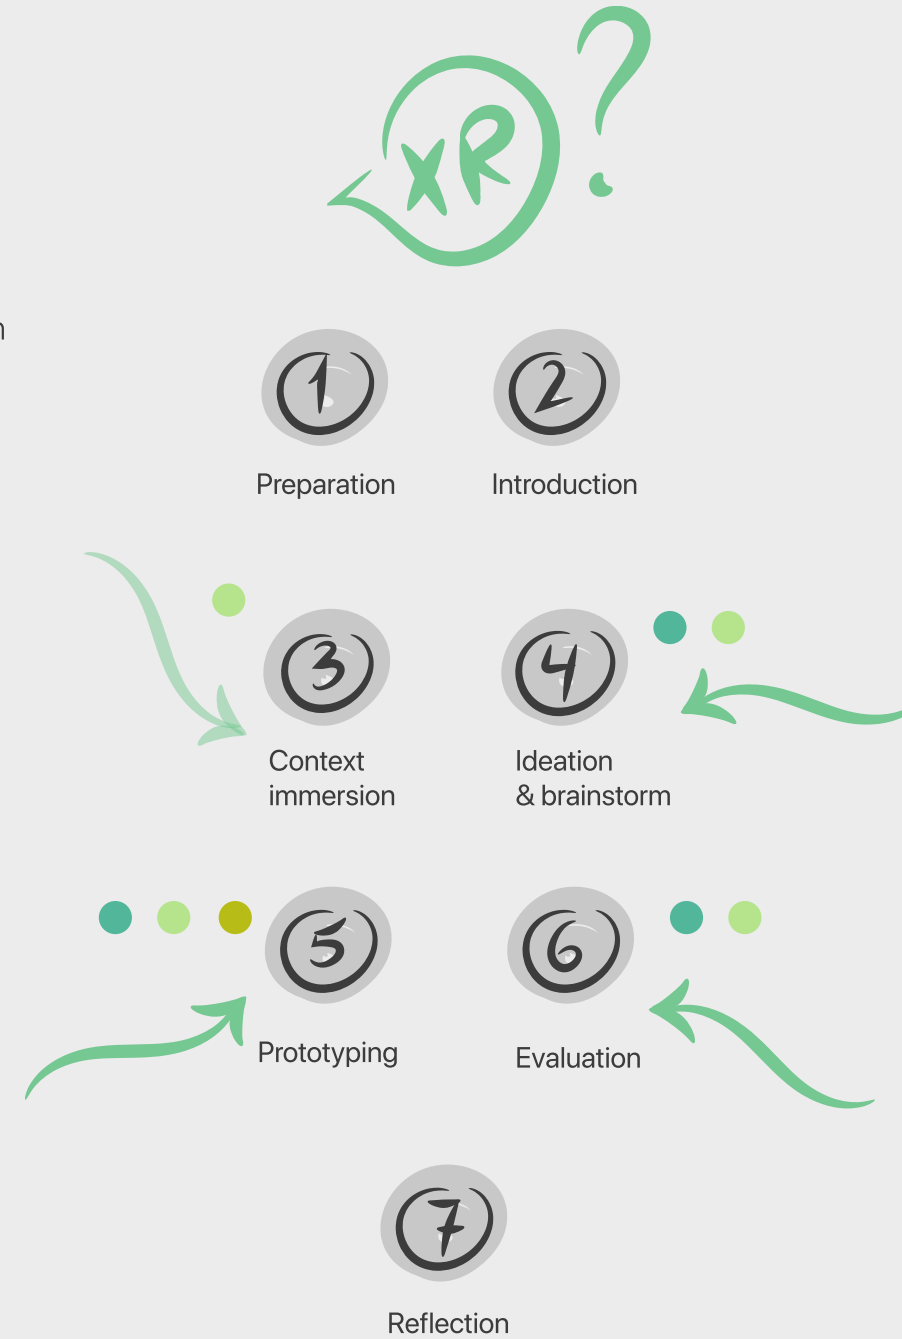 XR?
1
2
Preparation
Introduction
3
4
Context
immersion
Ideation
& brainstorm
5
6
Prototyping
Evaluation
7
Reflection